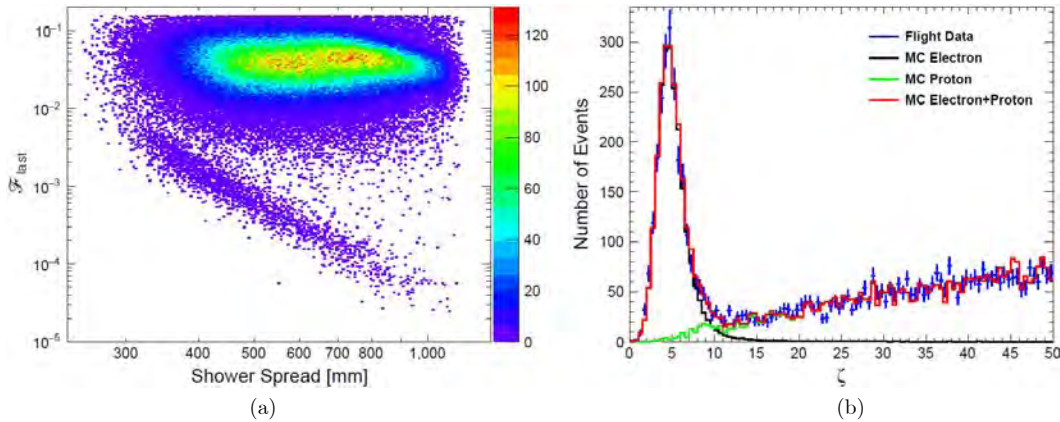 10⁻¹
10⁻²
10⁻³
10⁻⁴
10⁻⁵
ℱ last
300 400 500 600 700 800 1.000
Shower Spread [mm]
120
100
80
60
40
20
0
(a)
300
250
200
150
100
50
0
Number of Events
Flight Data
MC Electron
MC Proton
MC Electron+Proton
0 5 10 15 20 25 30 35 40 45 50
ζ
(b)